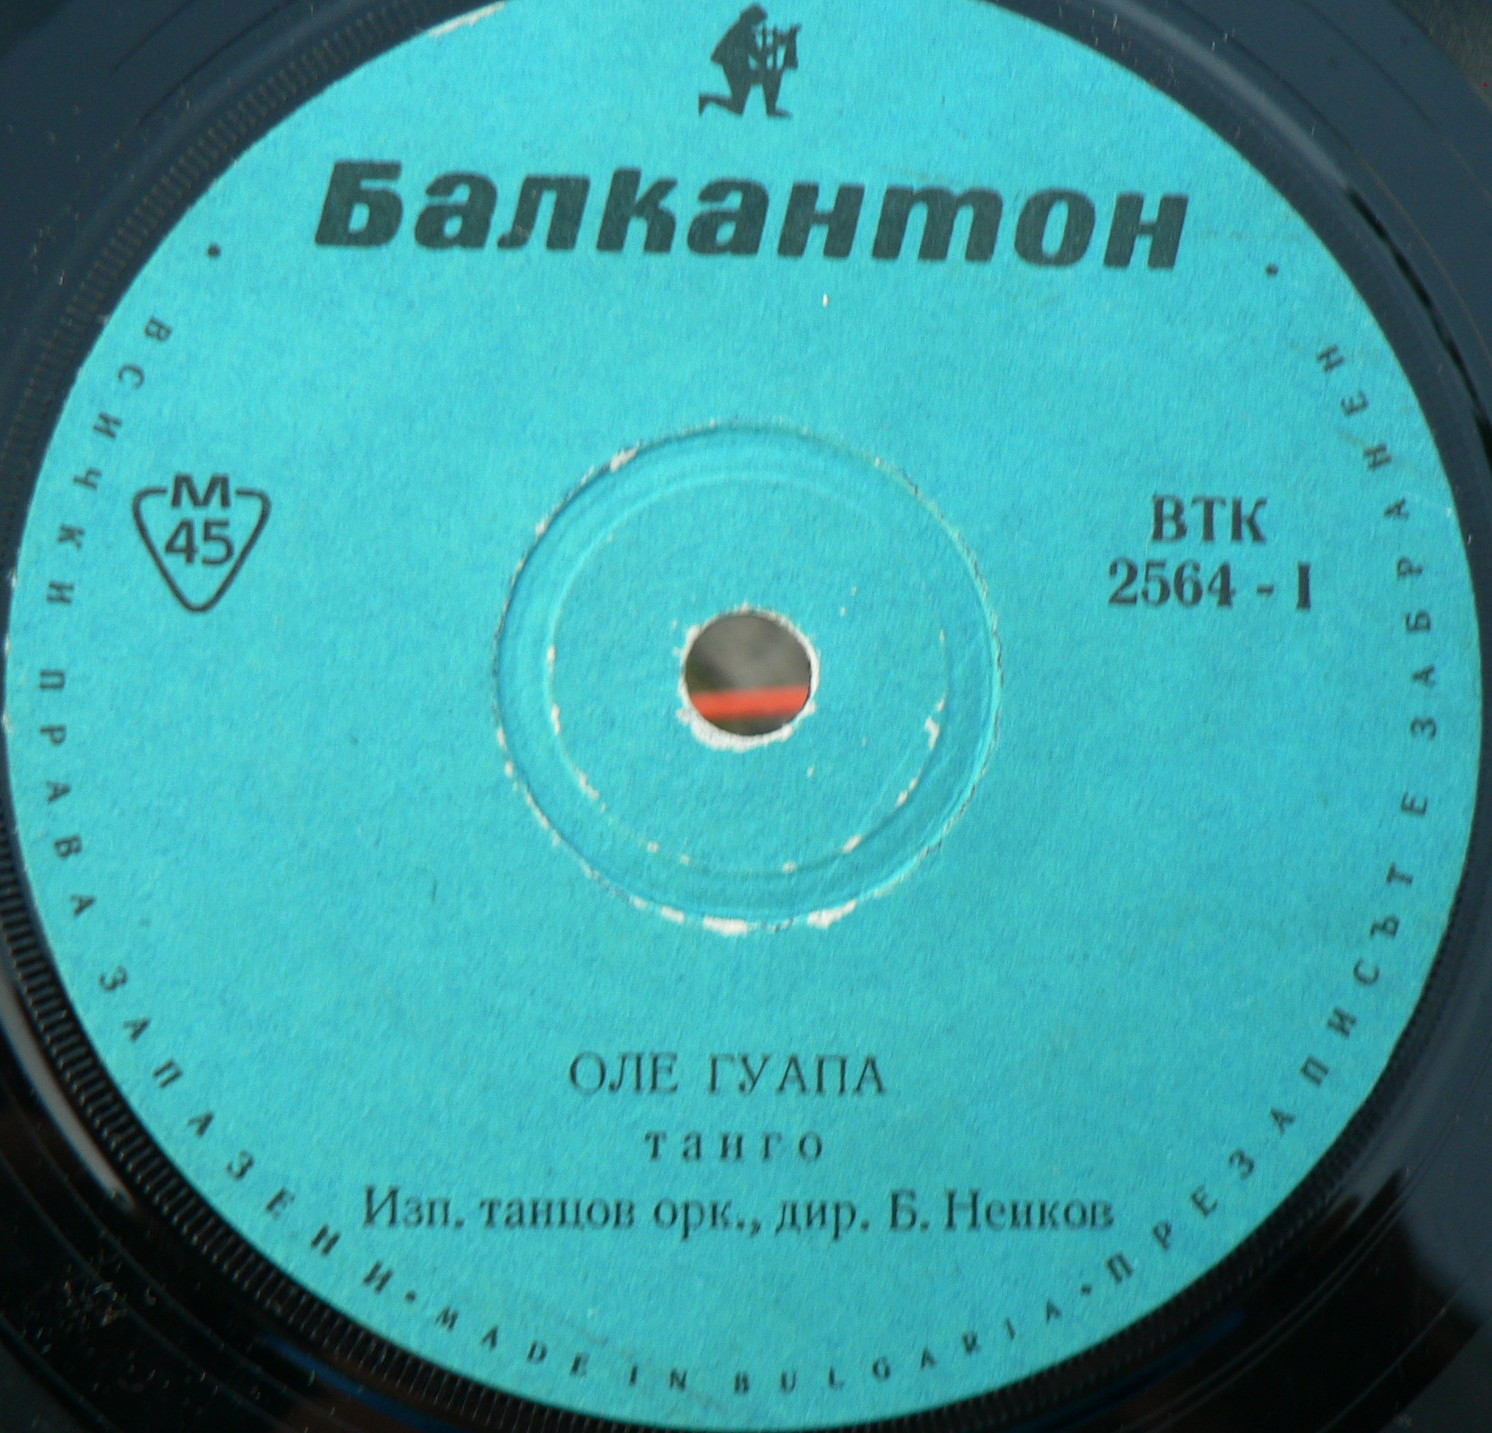 Балкантон
М
45
ВТК
2564 - I
ОЛЕ ГУАПА
танго
Изп. танцов орк., дир. Б. Ненков
• ВСИЧКИ ПРАВА ЗАПАЗЕНИ • MADE IN BULGARIA • ПРЕЗАПИСЪТ Е ЗАБРАНЕН •